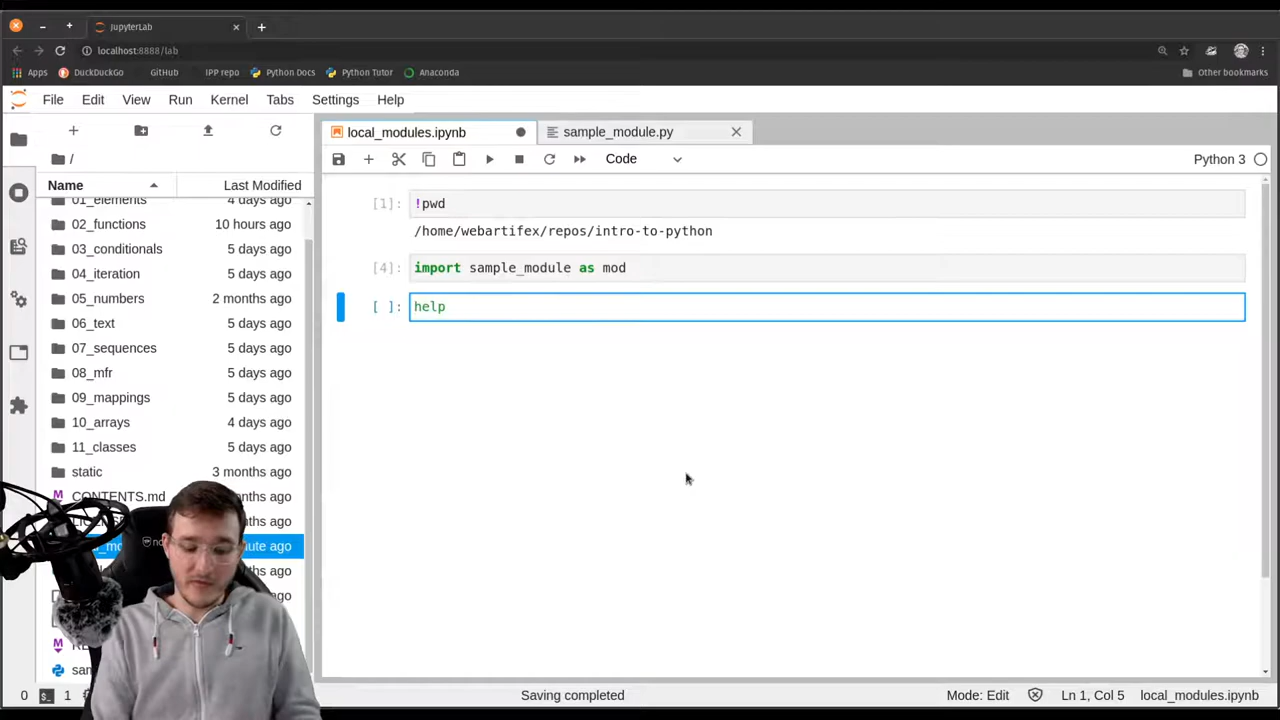 JupyterLab
localhost:8888/lab
Apps DuckDuckGo GitHub IPP repo Python Docs Python Tutor Anaconda Other bookmarks
File Edit View Run Kernel Tabs Settings Help
local_modules.ipynb sample_module.py
/
Code Python 3
Name Last Modified
01_elements 4 days ago
02_functions 10 hours ago
03_conditionals 5 days ago
04_iteration 5 days ago
05_numbers 2 months ago
06_text 5 days ago
07_sequences 5 days ago
08_mfr 5 days ago
09_mappings 5 days ago
10_arrays 4 days ago
11_classes 5 days ago
static 3 months ago
CONTENTS.md
ago
ago
ago
ago
[1]: !pwd
/home/webartifex/repos/intro-to-python
[4]: import sample_module as mod
[ ]: help
0 1 Saving completed Mode: Edit Ln 1, Col 5 local_modules.ipynb